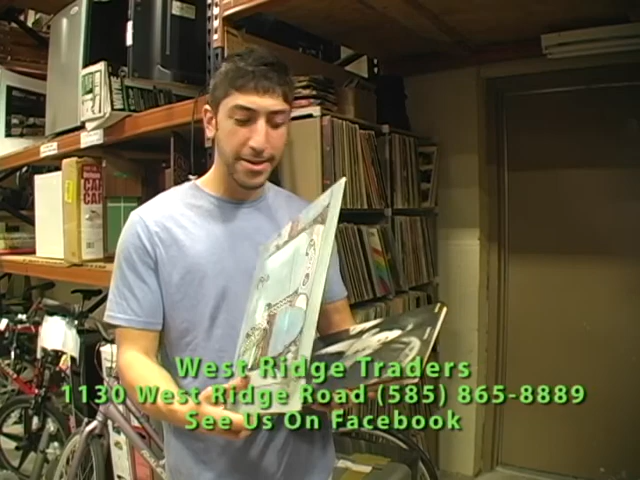 West Ridge Traders
1130 West Ridge Road (585) 865-8889
See Us On Facebook